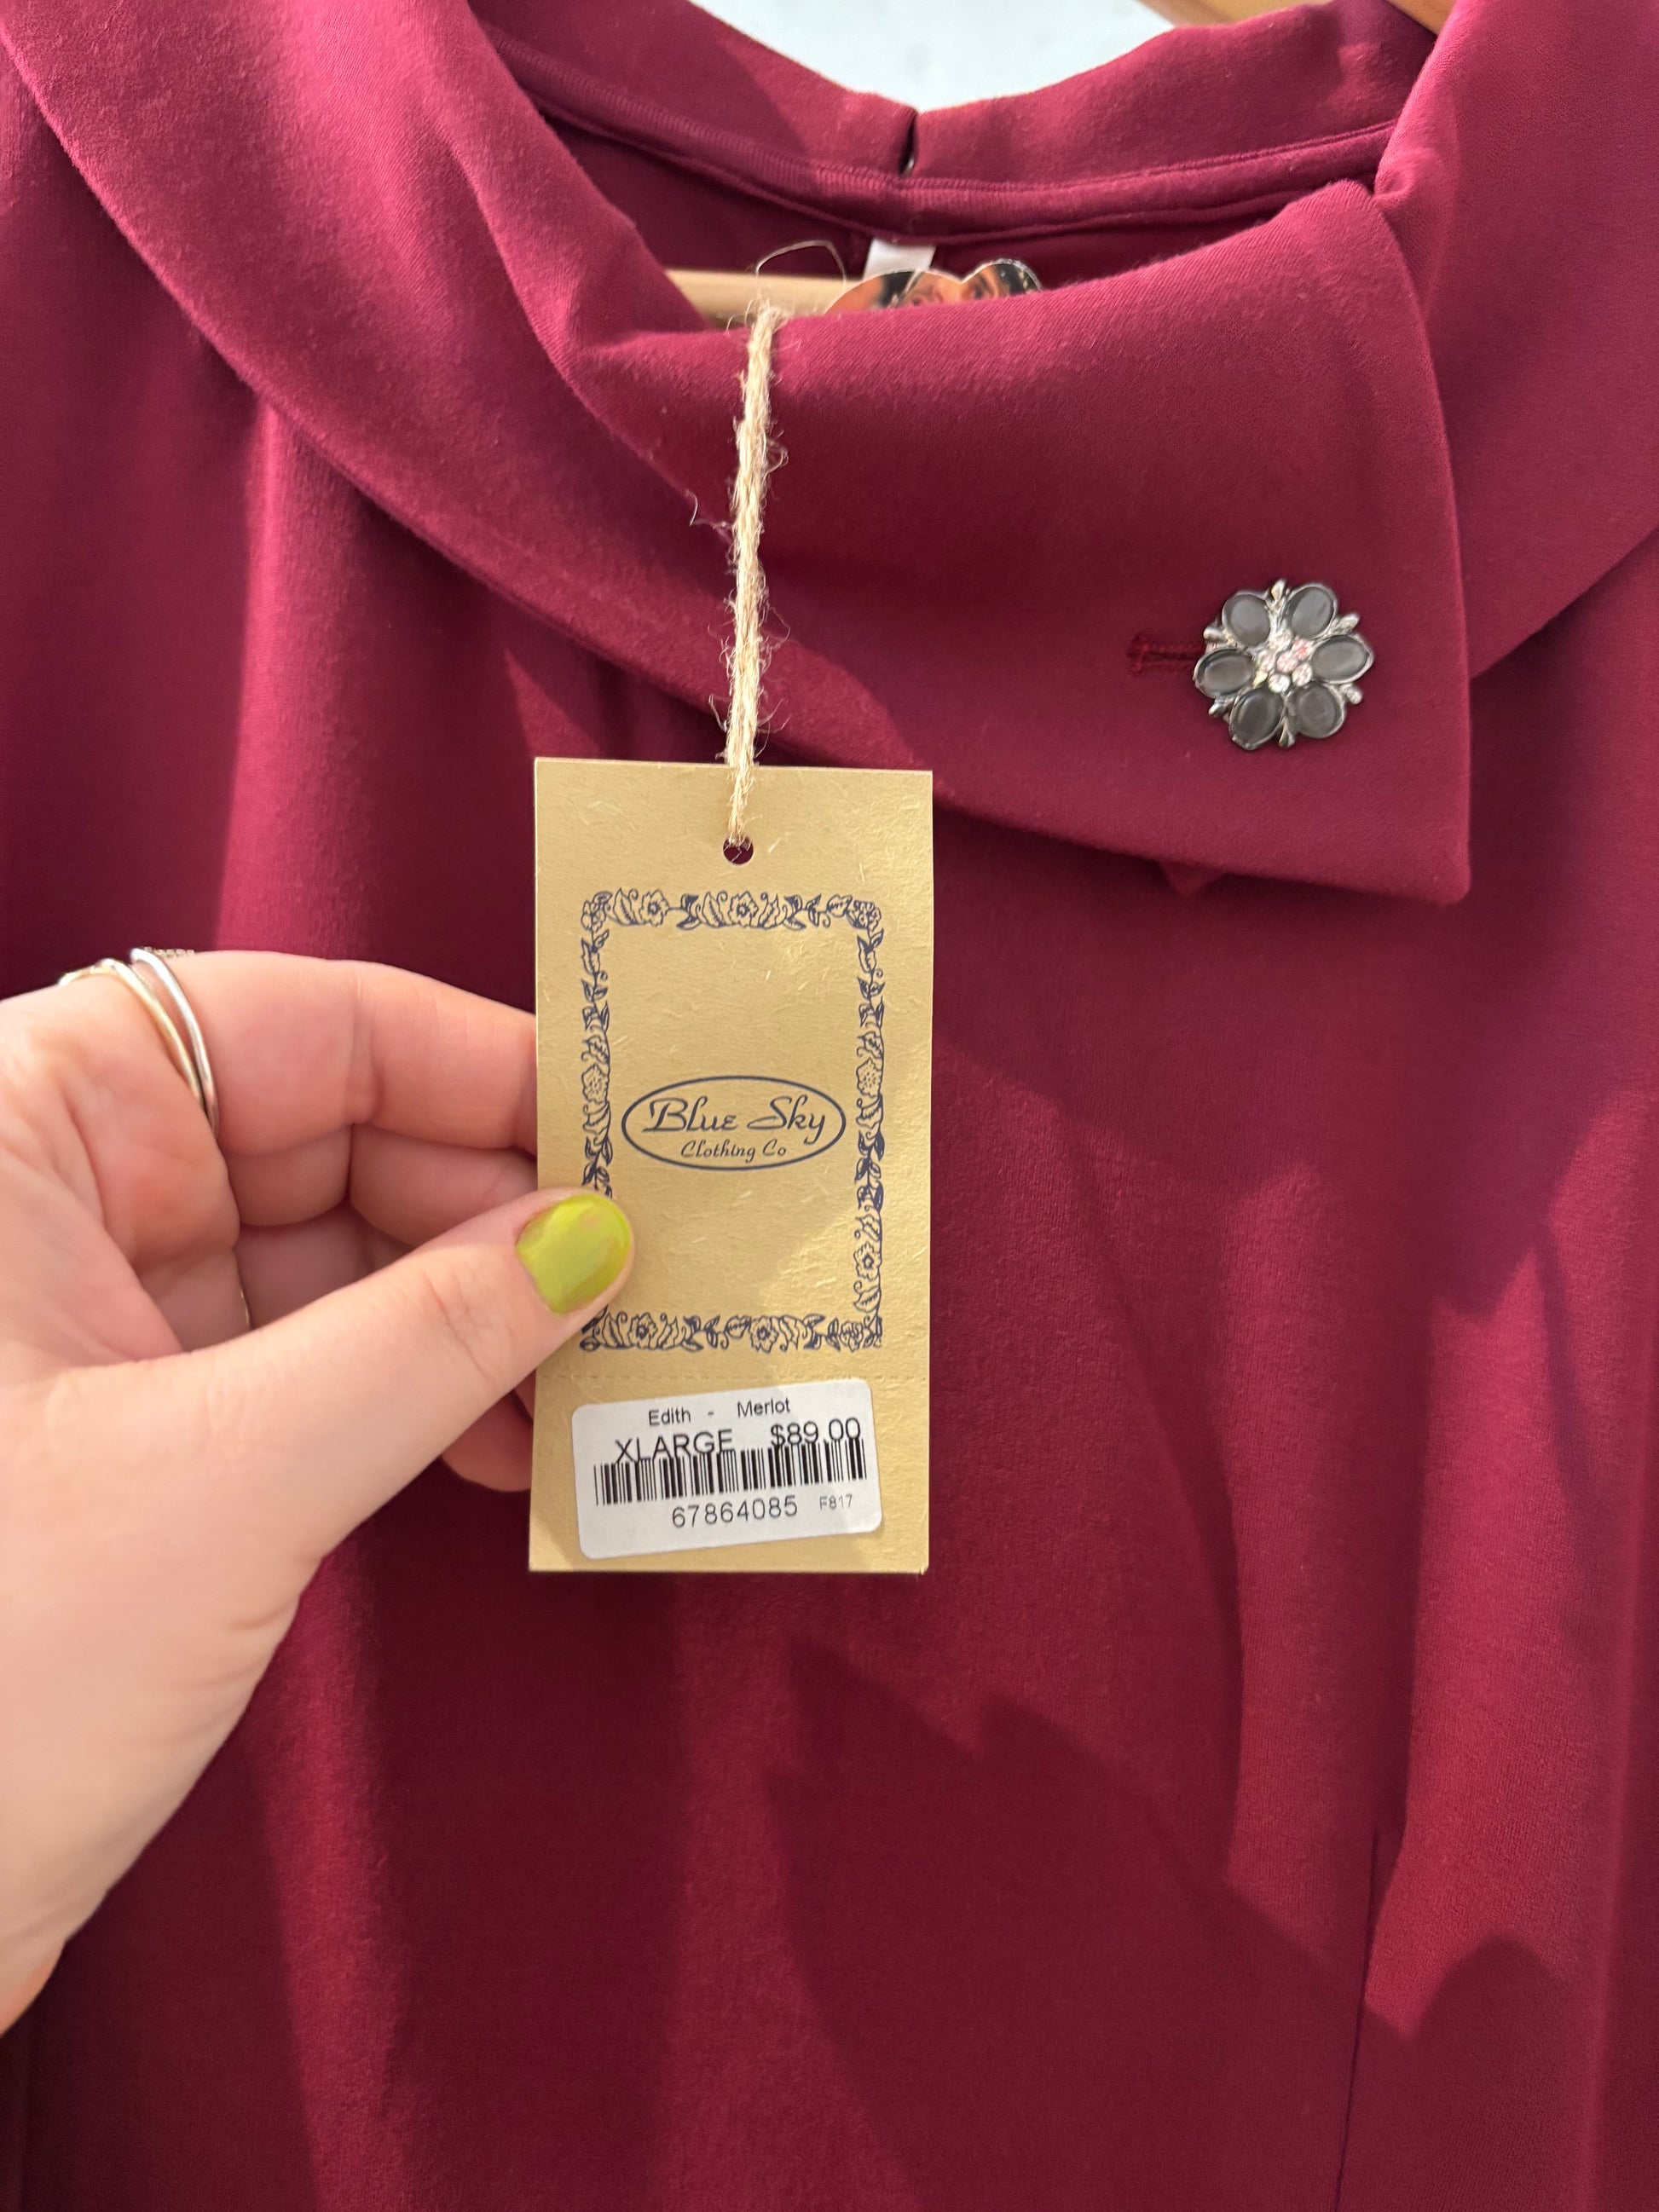 Blue Sky
Clothing Co
Edith - Merlot
XLARGE $89.00
67864085 F817